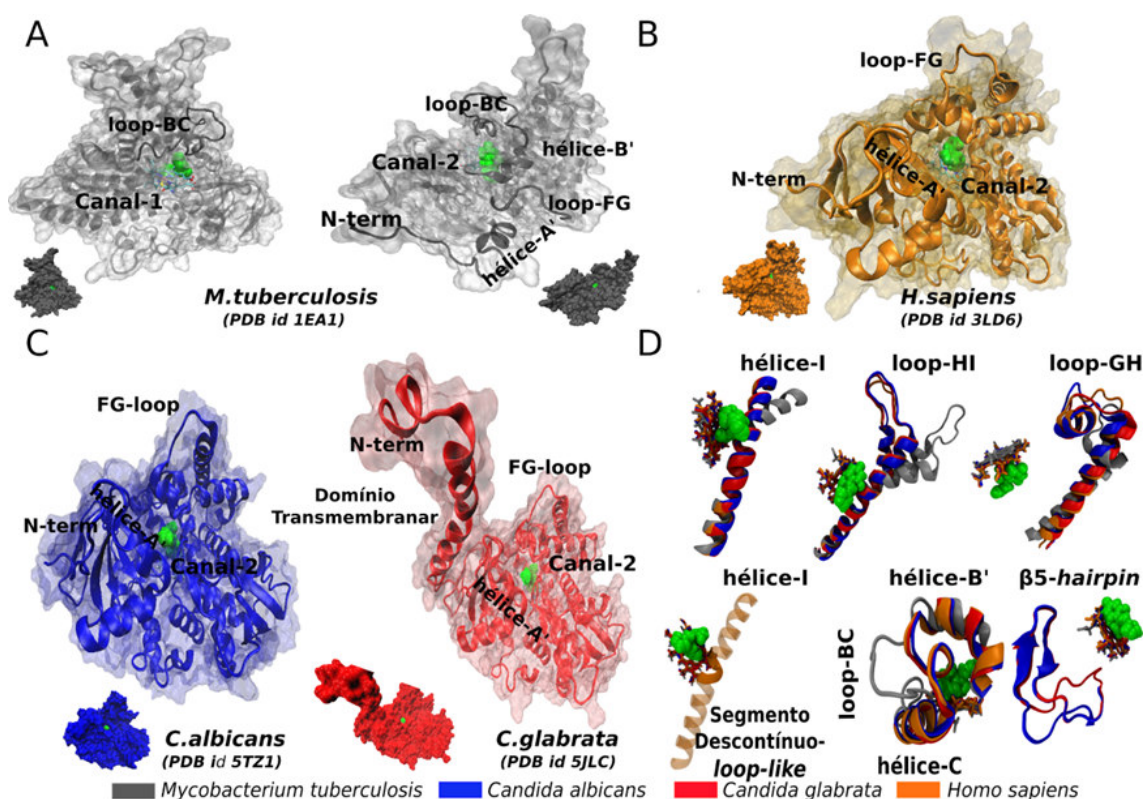 A
loop-BC
Canal-1
loop-BC
Canal-2
hélice-B'
loop-FG
N-term
hélice-A'
M.tuberculosis
(PDB id 1EA1)
B
loop-FG
N-term
hélice-A'
Canal-2
H.sapiens
(PDB id 3LD6)
C
FG-loop
N-term
hélice-A'
Canal-2
C.albicans
(PDB id 5TZ1)
N-term
FG-loop
Domínio
Transmembranar
Canal-2
hélice-A'
C.glabrata
(PDB id 5JLC)
D
hélice-I
loop-HI
loop-GH
hélice-I
Segmento
Descontínuo-
loop-like
hélice-B'
loop-BC
hélice-C
β5-hairpin
Mycobacterium tuberculosis
Candida albicans
Candida glabrata
Homo sapiens